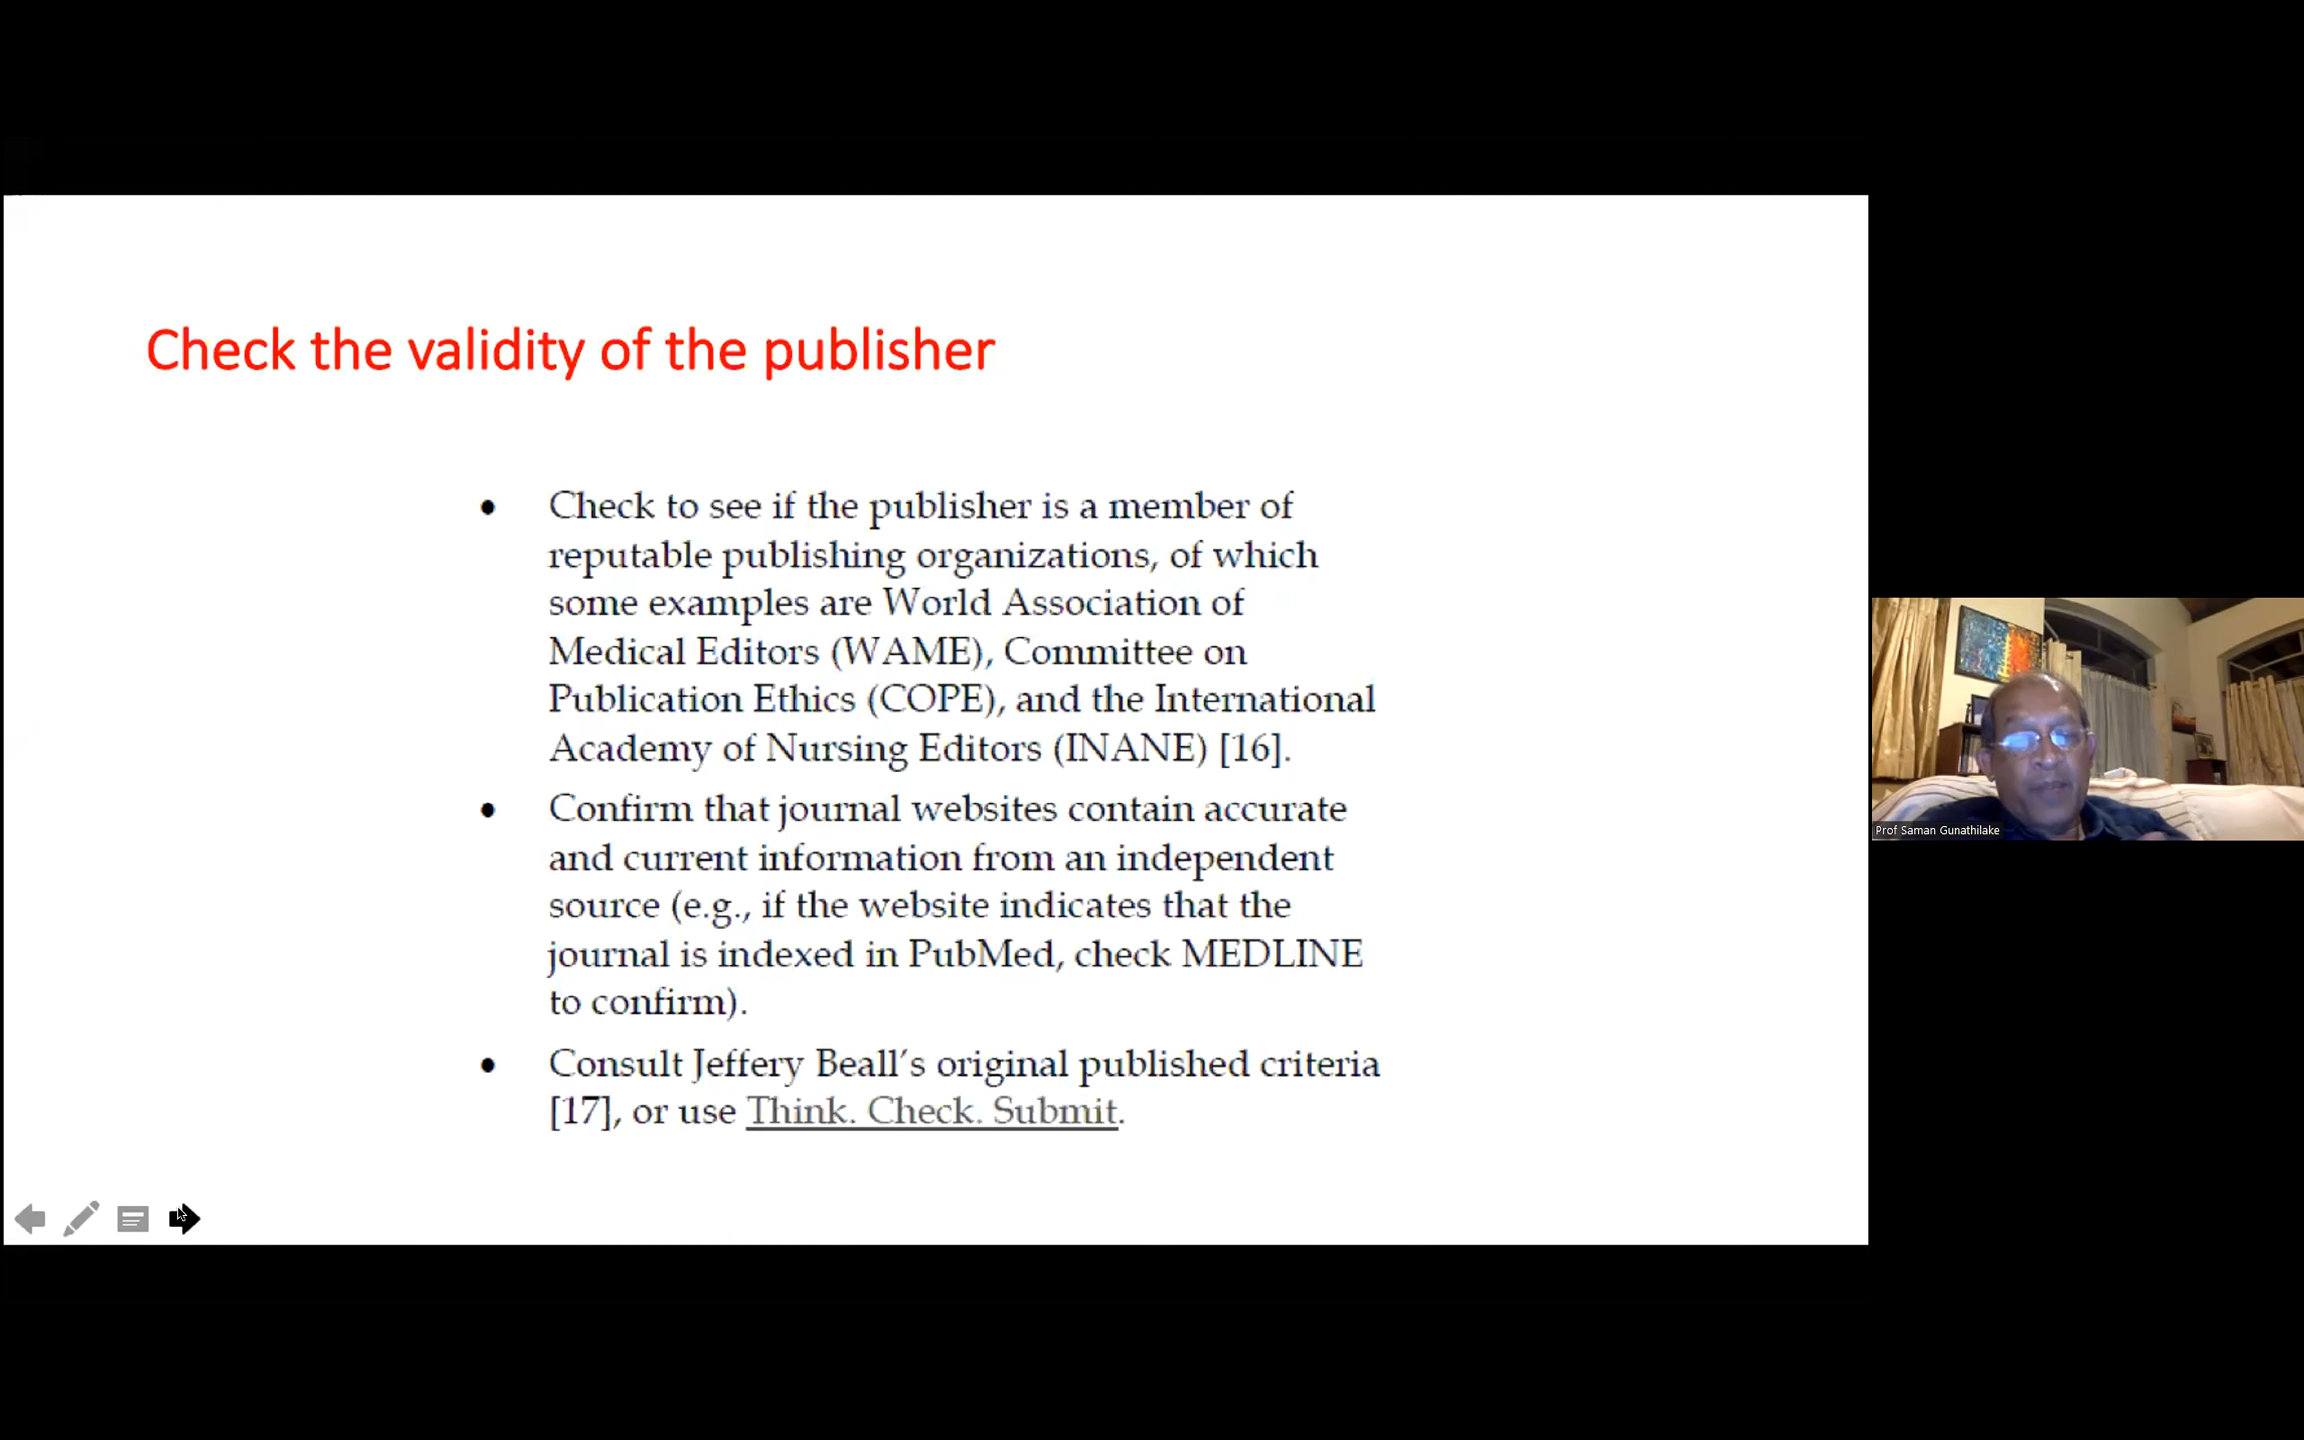 Check the validity of the publisher
• Check to see if the publisher is a member of
reputable publishing organizations, of which
some examples are World Association of
Medical Editors (WAME), Committee on
Publication Ethics (COPE), and the International
Academy of Nursing Editors (INANE) [16].
• Confirm that journal websites contain accurate
and current information from an independent
source (e.g., if the website indicates that the
journal is indexed in PubMed, check MEDLINE
to confirm).
• Consult Jeffery Beall’s original published criteria
[17], or use Think. Check. Submit.
Prof Saman Gunathilake